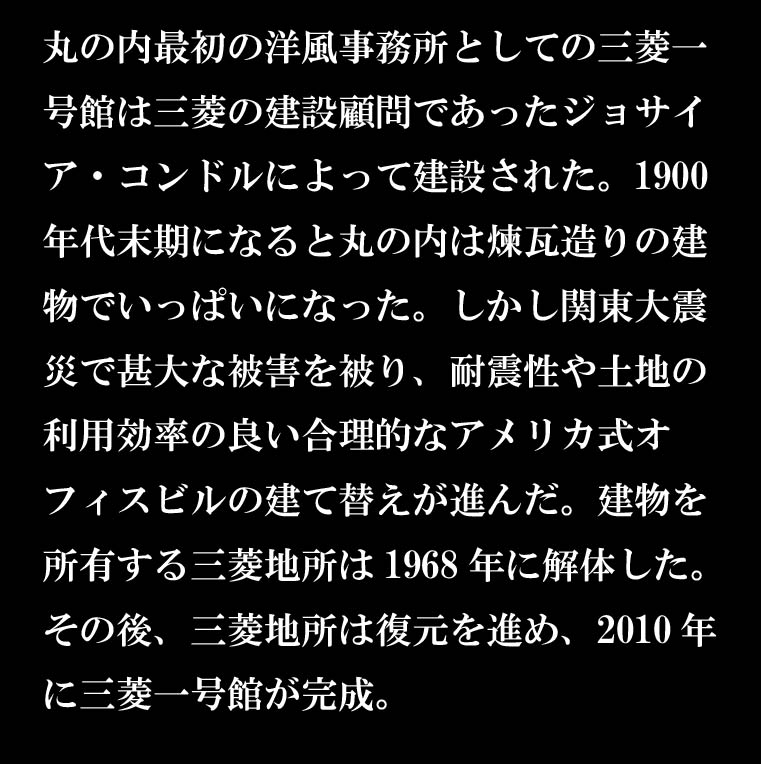 丸の内最初の洋風事務所としての三菱一
号館は三菱の建設顧問であったジョサイ
ア・コンドルによって建設された。1900
年代末期になると丸の内は煉瓦造りの建
物でいっぱいになった。しかし関東大震
災で甚大な被害を被り、耐震性や土地の
利用効率の良い合理的なアメリカ式オ
フィスビルの建て替えが進んだ。建物を
所有する三菱地所は 1968 年に解体した。
その後、三菱地所は復元を進め、2010 年
に三菱一号館が完成。